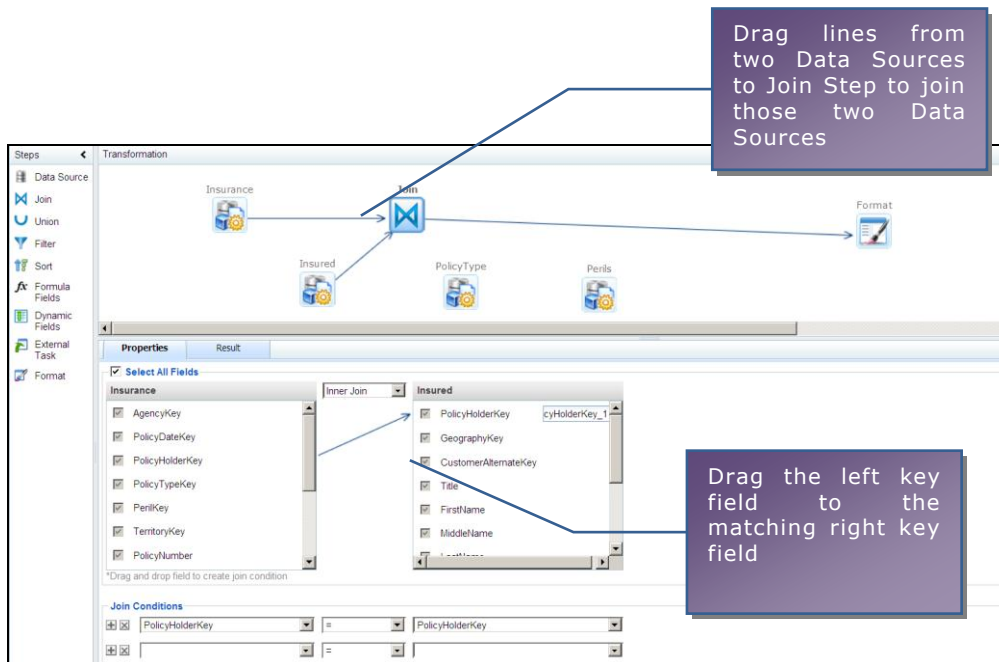 Drag lines from
two Data Sources
to Join Step to join
those two Data
Sources
Steps
Transformation
Data Source
Join
Union
Filter
Sort
fx Formula
Fields
Dynamic
Fields
External
Task
Format
Insurance
Join
Format
Insured
PolicyType
Perils
Properties Result
Select All Fields
Insurance
Inner Join
Insured
AgencyKey
PolicyDateKey
PolicyHolderKey
PolicyTypeKey
PerilKey
TerritoryKey
PolicyNumber
PolicyHolderKey cyHolderKey_1
GeographyKey
CustomerAlternateKey
Title
FirstName
MiddleName
LastName
*Drag and drop field to create join condition
Drag the left key
field to the
matching right key
field
Join Conditions
PolicyHolderKey = PolicyHolderKey
=